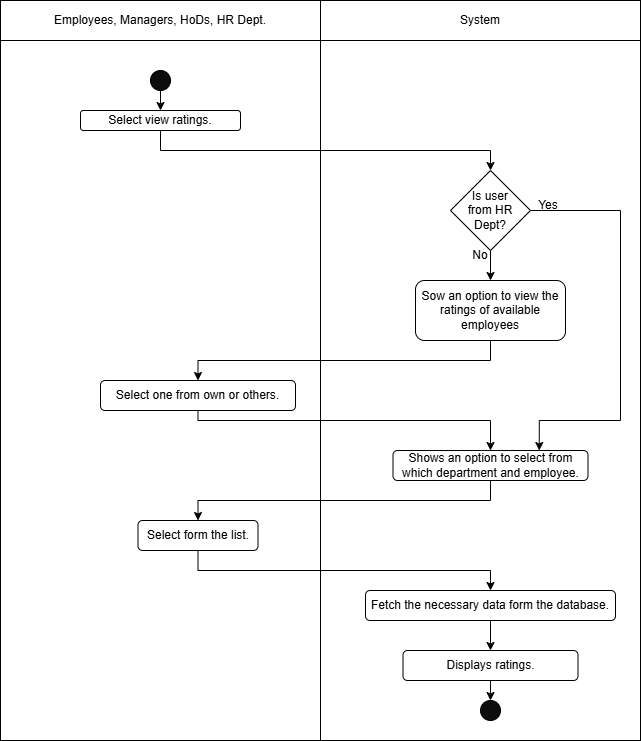 Employees, Managers, HoDs, HR Dept.
System
Select view ratings.
Is user
from HR
Dept?
Yes
No
Sow an option to view the
ratings of available
employees
Select one from own or others.
Shows an option to select from
which department and employee.
Select form the list.
Fetch the necessary data form the database.
Displays ratings.